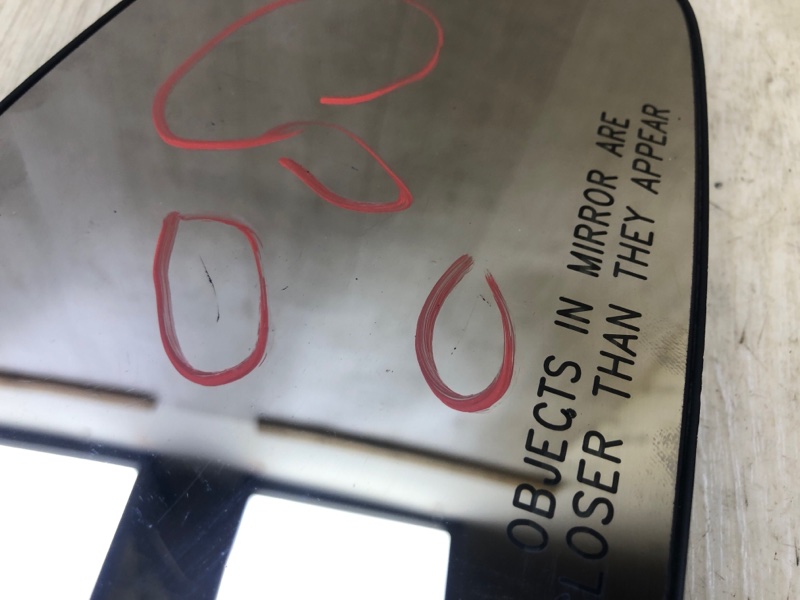 OBJECTS IN MIRROR ARE
CLOSER THAN THEY APPEAR